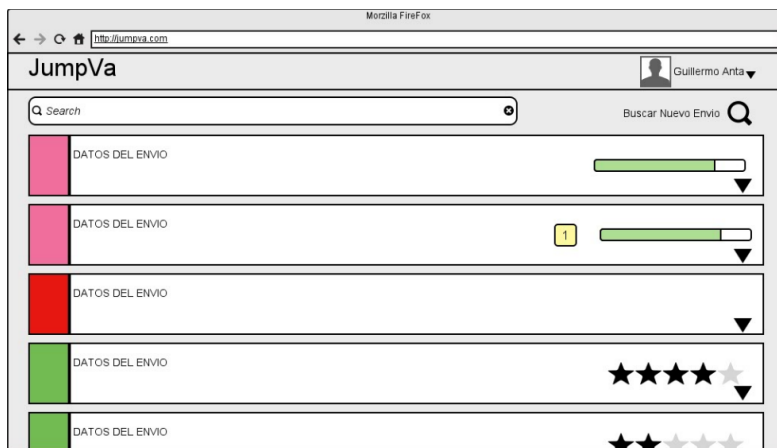 Morzilla FireFox
http://jumpva.com
JumpVa
Guillermo Anta
Search
Buscar Nuevo Envio
DATOS DEL ENVIO
DATOS DEL ENVIO
1
DATOS DEL ENVIO
DATOS DEL ENVIO
DATOS DEL ENVIO